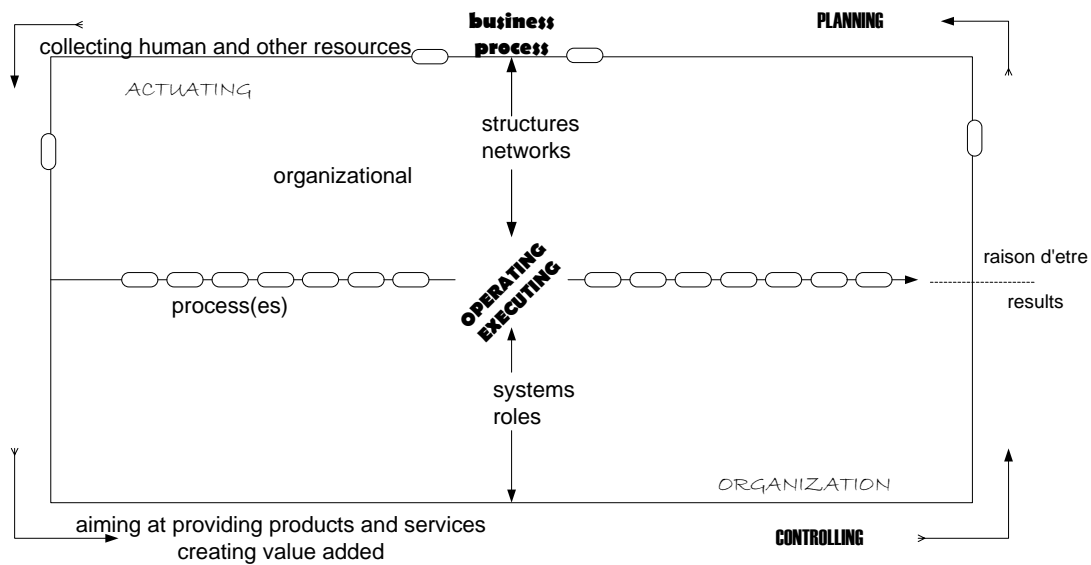 business
process
PLANNING
collecting human and other resources
ACTUATING
structures
networks
organizational
OPERATING
EXECUTING
raison d'etre
process(es)
results
systems
roles
ORGANIZATION
aiming at providing products and services
creating value added
CONTROLLING